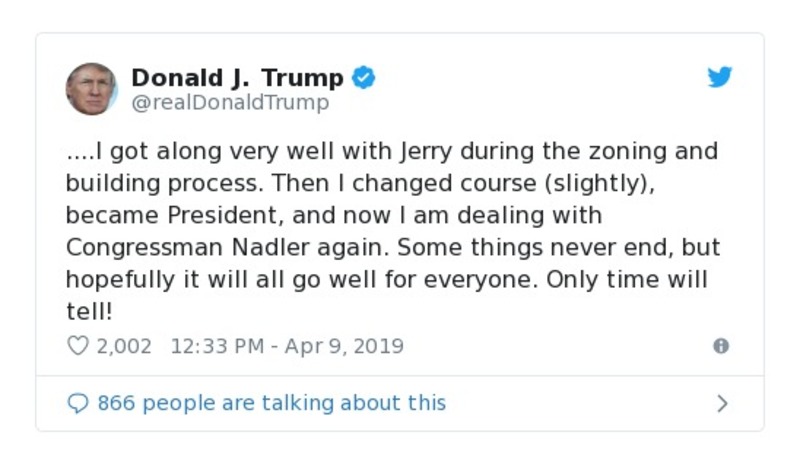 Donald J. Trump
@realDonaldTrump
....I got along very well with Jerry during the zoning and
building process. Then I changed course (slightly),
became President, and now I am dealing with
Congressman Nadler again. Some things never end, but
hopefully it will all go well for everyone. Only time will
tell!
2,002 12:33 PM - Apr 9, 2019
866 people are talking about this